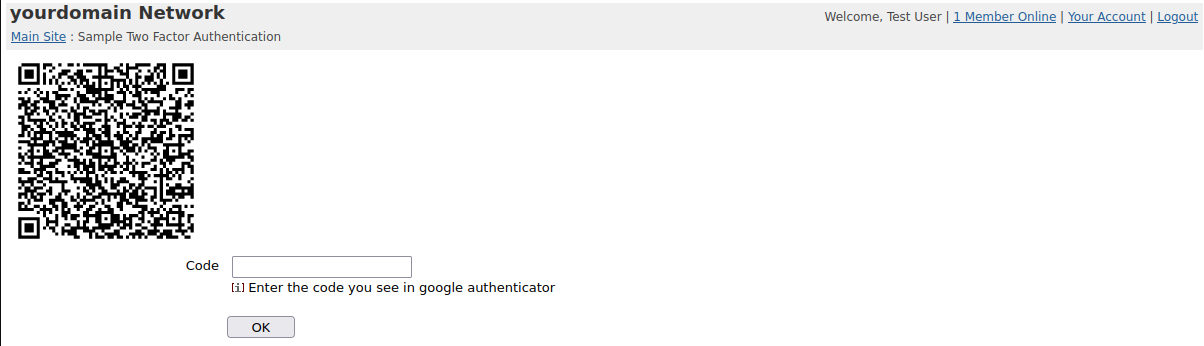 yourdomain Network
Welcome, Test User | 1 Member Online | Your Account | Logout
Main Site : Sample Two Factor Authentication
Code
[i] Enter the code you see in google authenticator
OK